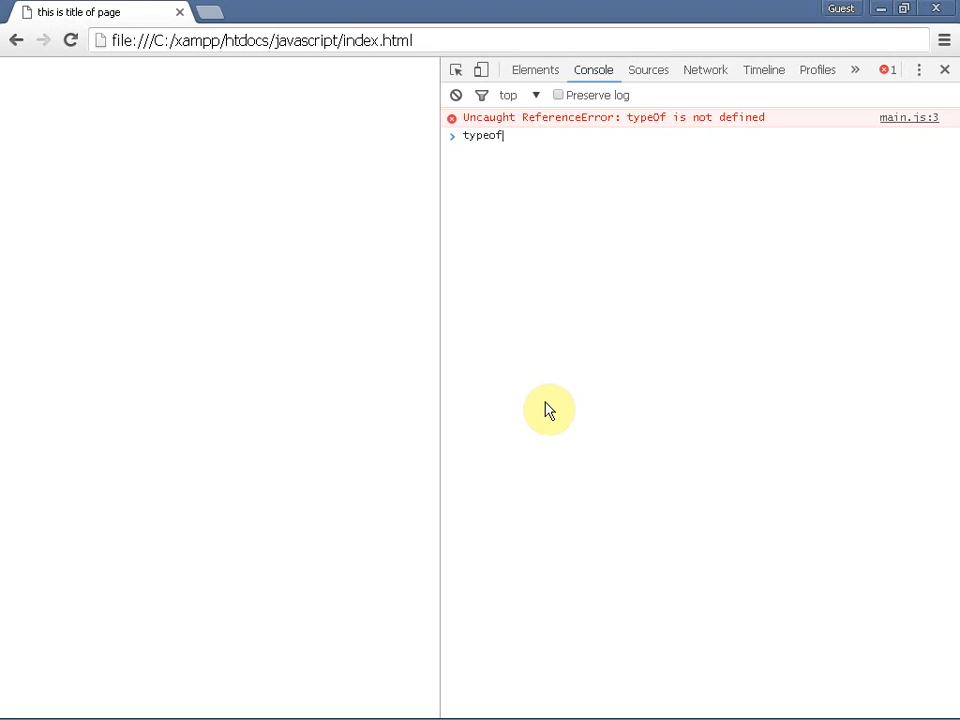 this is title of page
Guest
file:///C:/xampp/htdocs/javascript/index.html
Elements Console Sources Network Timeline Profiles » 1
top Preserve log
Uncaught ReferenceError: typeOf is not defined main.js:3
> typeof